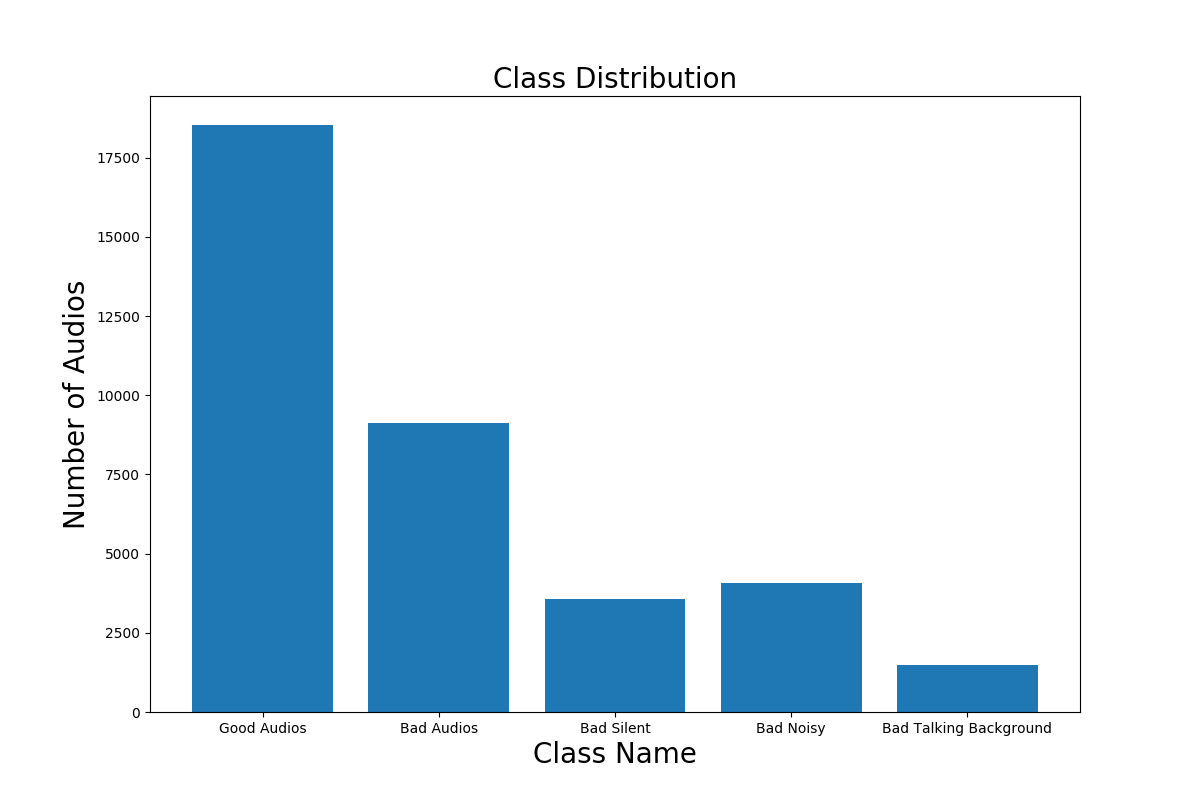 Class Distribution
Number of Audios
17500
15000
12500
10000
7500
5000
2500
0
Good Audios
Bad Audios
Bad Silent
Bad Noisy
Bad Talking Background
Class Name